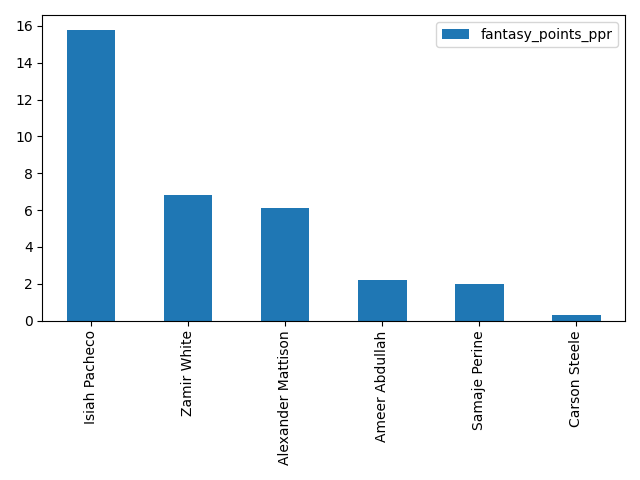 fantasy_points_ppr
16
14
12
10
8
6
4
2
0
Isiah Pacheco
Zamir White
Alexander Mattison
Ameer Abdullah
Samaje Perine
Carson Steele